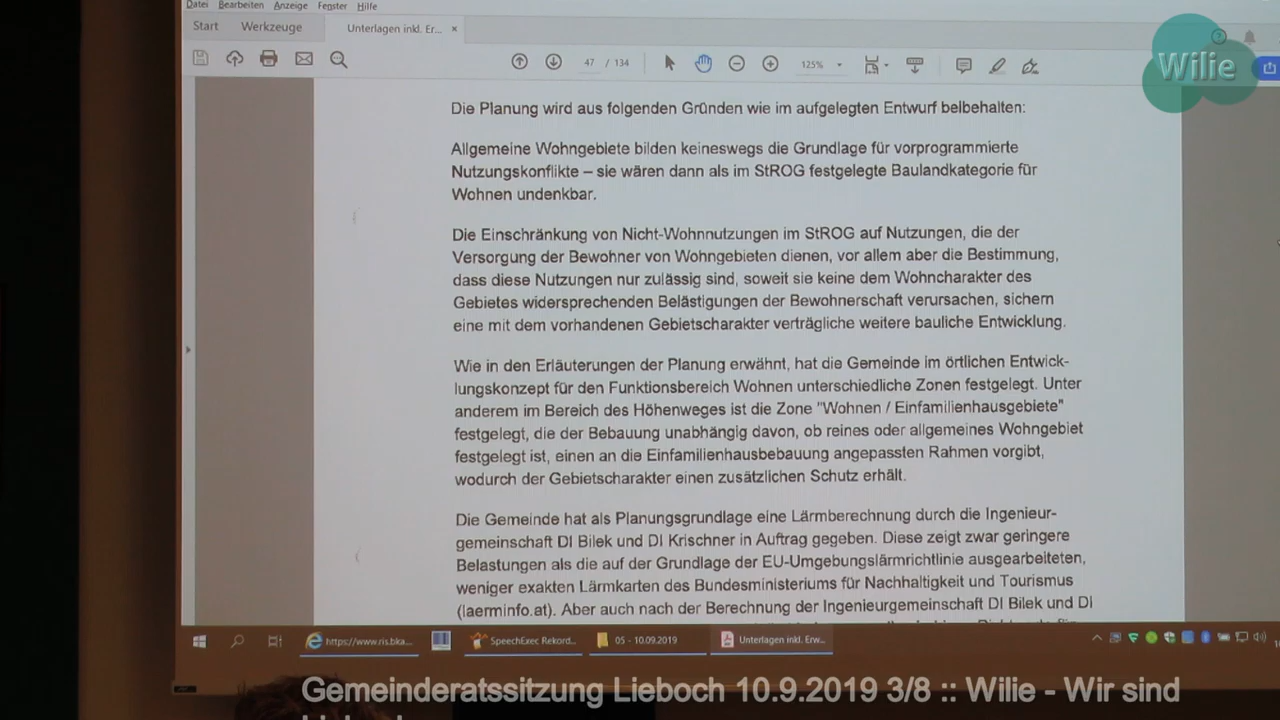 Datei Bearbeiten Anzeige Fenster Hilfe
Start Werkzeuge Unterlagen inkl. Er... ×
47 / 134 125%
Wilie
Die Planung wird aus folgenden Gründen wie im aufgelegten Entwurf beibehalten:
Allgemeine Wohngebiete bilden keineswegs die Grundlage für vorprogrammierte
Nutzungskonflikte – sie wären dann als im StROG festgelegte Baulandkategorie für
Wohnen undenkbar.
Die Einschränkung von Nicht-Wohnnutzungen im StROG auf Nutzungen, die der
Versorgung der Bewohner von Wohngebieten dienen, vor allem aber die Bestimmung,
dass diese Nutzungen nur zulässig sind, soweit sie keine dem Wohncharakter des
Gebietes widersprechenden Belästigungen der Bewohnerschaft verursachen, sichern
eine mit dem vorhandenen Gebietscharakter verträgliche weitere bauliche Entwicklung.
Wie in den Erläuterungen der Planung erwähnt, hat die Gemeinde im örtlichen Entwick-
lungskonzept für den Funktionsbereich Wohnen unterschiedliche Zonen festgelegt. Unter
anderem im Bereich des Höhenweges ist die Zone "Wohnen / Einfamilienhausgebiete"
festgelegt, die der Bebauung unabhängig davon, ob reines oder allgemeines Wohngebiet
festgelegt ist, einen an die Einfamilienhausbebauung angepassten Rahmen vorgibt,
wodurch der Gebietscharakter einen zusätzlichen Schutz erhält.
Die Gemeinde hat als Planungsgrundlage eine Lärmberechnung durch die Ingenieur-
gemeinschaft DI Bilek und DI Krischner in Auftrag gegeben. Diese zeigt zwar geringere
Belastungen als die auf der Grundlage der EU-Umgebungslärmrichtlinie ausgearbeiteten,
weniger exakten Lärmkarten des Bundesministeriums für Nachhaltigkeit und Tourismus
(laerminfo.at). Aber auch nach der Berechnung der Ingenieurgemeinschaft DI Bilek und DI
https://www.ris.bka... SpeechExec Rekord... 05 - 10.09.2019 Unterlagen inkl. Erw...
Gemeinderatssitzung Lieboch 10.9.2019 3/8 :: Wilie - Wir sind